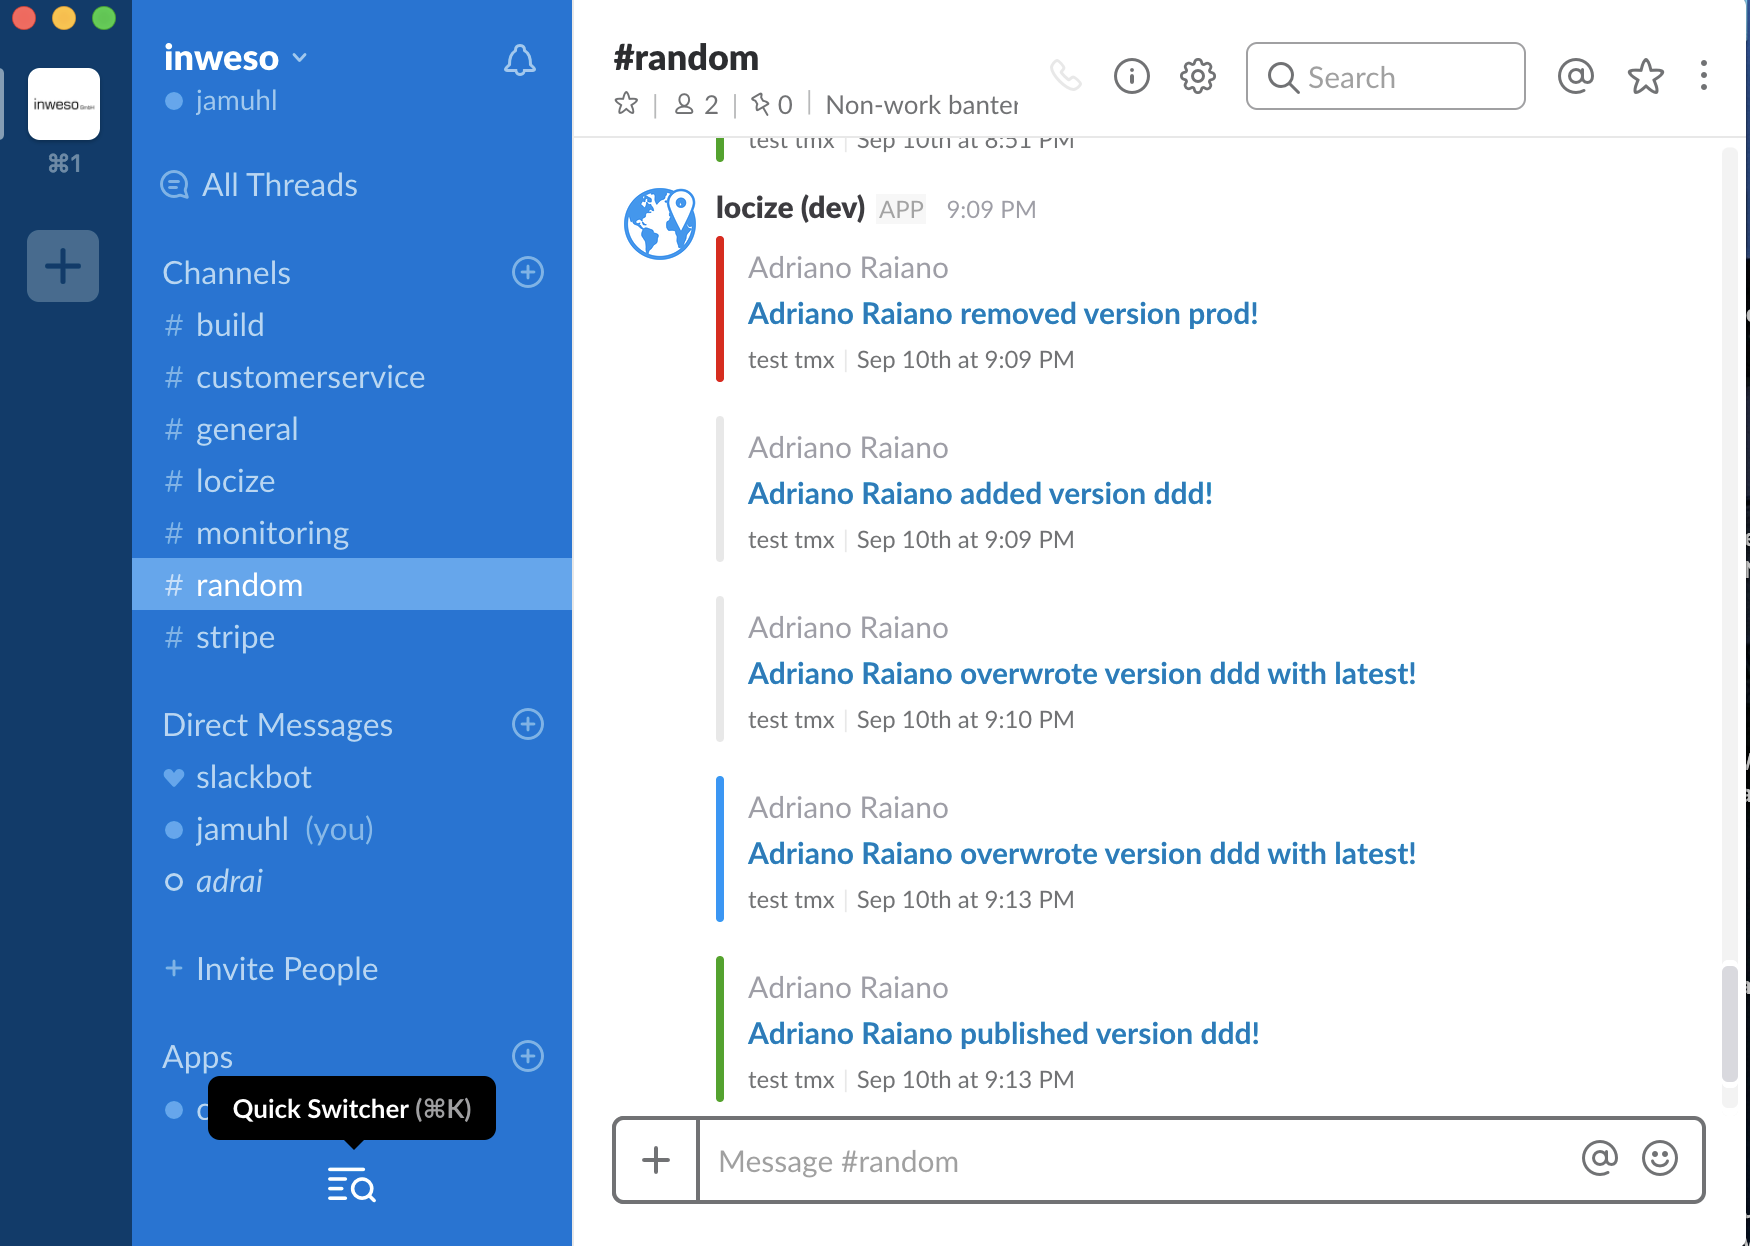 inweso
jamuhl
inweso GmbH
⌘1
All Threads
Channels
# build
# customerservice
# general
# locize
# monitoring
# random
# stripe
Direct Messages
slackbot
jamuhl (you)
adrai
+ Invite People
Apps
Quick Switcher (⌘K)
#random
2 | 0 | Non-work banter
Search
test tmx | Sep 10th at 8:51 PM
locize (dev) APP 9:09 PM
Adriano Raiano
Adriano Raiano removed version prod!
test tmx | Sep 10th at 9:09 PM
Adriano Raiano
Adriano Raiano added version ddd!
test tmx | Sep 10th at 9:09 PM
Adriano Raiano
Adriano Raiano overwrote version ddd with latest!
test tmx | Sep 10th at 9:10 PM
Adriano Raiano
Adriano Raiano overwrote version ddd with latest!
test tmx | Sep 10th at 9:13 PM
Adriano Raiano
Adriano Raiano published version ddd!
test tmx | Sep 10th at 9:13 PM
Message #random